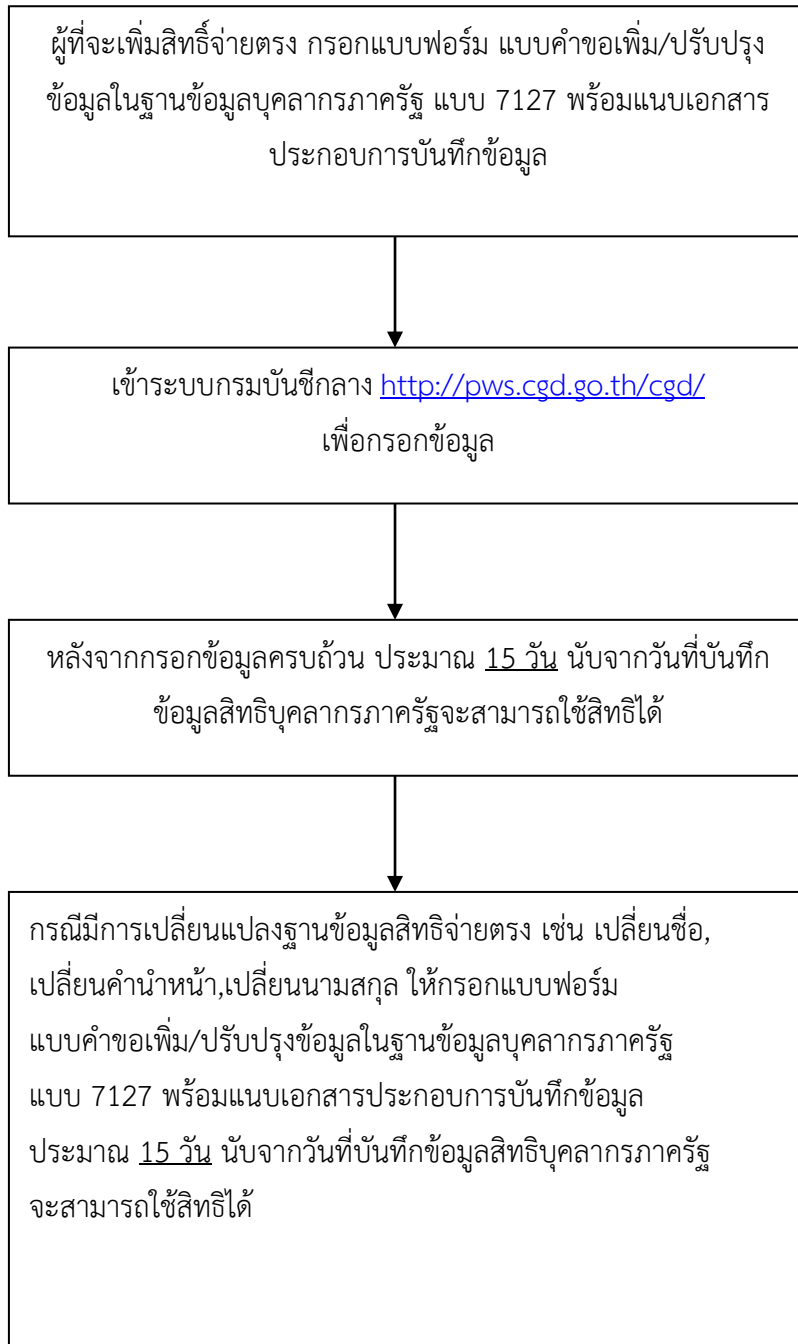 ผู้ที่จะเพิ่มสิทธิ์จ่ายตรง กรอกแบบฟอร์ม แบบคำขอเพิ่ม/ปรับปรุง
ข้อมูลในฐานข้อมูลบุคลากรภาครัฐ แบบ 7127 พร้อมแนบเอกสาร
ประกอบการบันทึกข้อมูล
เข้าระบบกรมบัญชีกลาง http://pws.cgd.go.th/cgd/
เพื่อกรอกข้อมูล
หลังจากกรอกข้อมูลครบถ้วน ประมาณ 15 วัน นับจากวันที่บันทึก
ข้อมูลสิทธิบุคลากรภาครัฐจะสามารถใช้สิทธิได้
กรณีมีการเปลี่ยนแปลงฐานข้อมูลสิทธิจ่ายตรง เช่น เปลี่ยนชื่อ,
เปลี่ยนคำนำหน้า,เปลี่ยนนามสกุล ให้กรอกแบบฟอร์ม
แบบคำขอเพิ่ม/ปรับปรุงข้อมูลในฐานข้อมูลบุคลากรภาครัฐ
แบบ 7127 พร้อมแนบเอกสารประกอบการบันทึกข้อมูล
ประมาณ 15 วัน นับจากวันที่บันทึกข้อมูลสิทธิบุคลากรภาครัฐ
จะสามารถใช้สิทธิได้